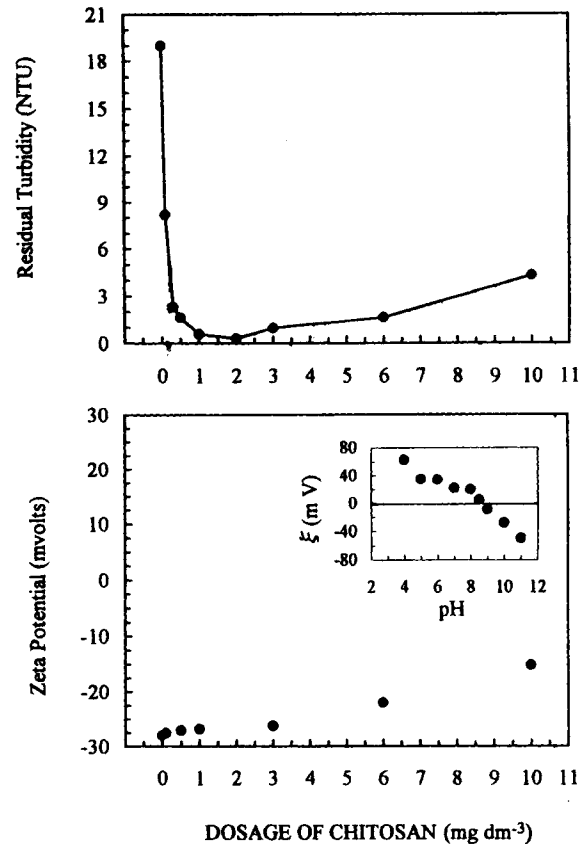 21
18
15
12
9
6
3
0
Residual Turbidity (NTU)
0 1 2 3 4 5 6 7 8 9 10 11
30
20
10
0
-10
-20
-30
Zeta Potential (mvolts)
80
40
0
-40
-80
ξ (m V)
2 4 6 8 10 12
pH
0 1 2 3 4 5 6 7 8 9 10 11
DOSAGE OF CHITOSAN (mg dm-3)